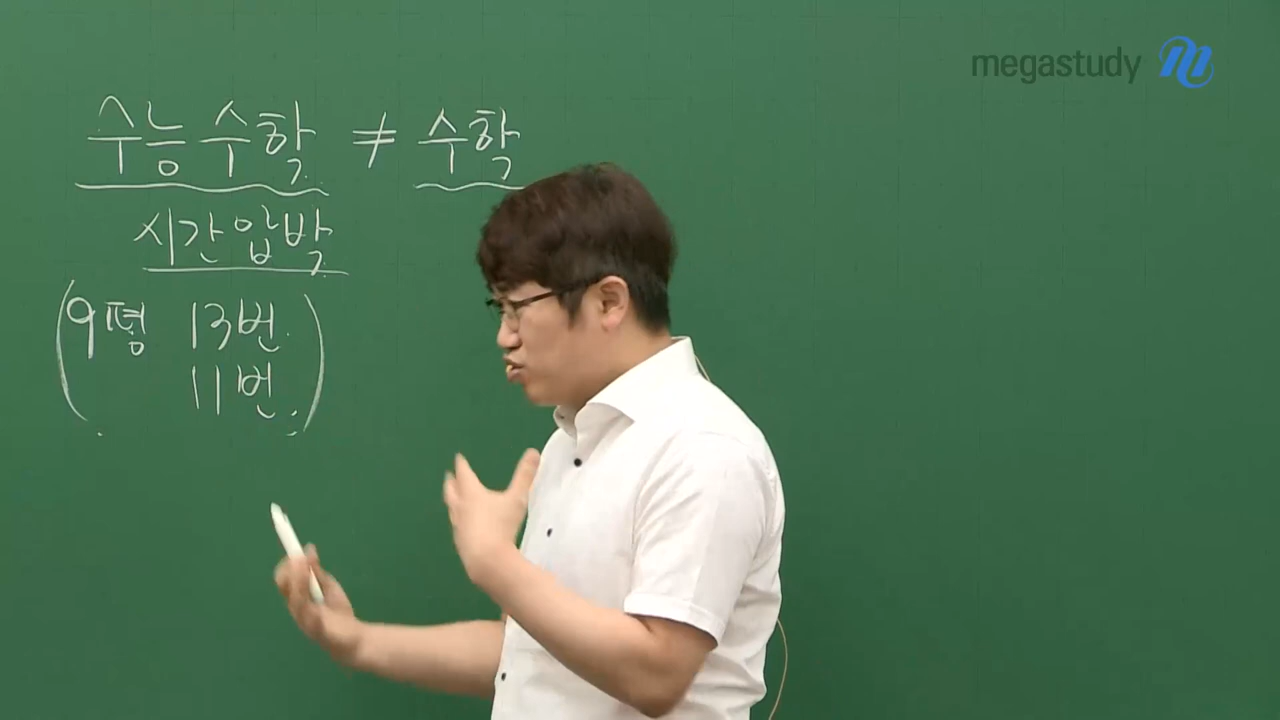 megastudy
수능수학 ≠ 수학
시간압박
(9평 13번
11번)